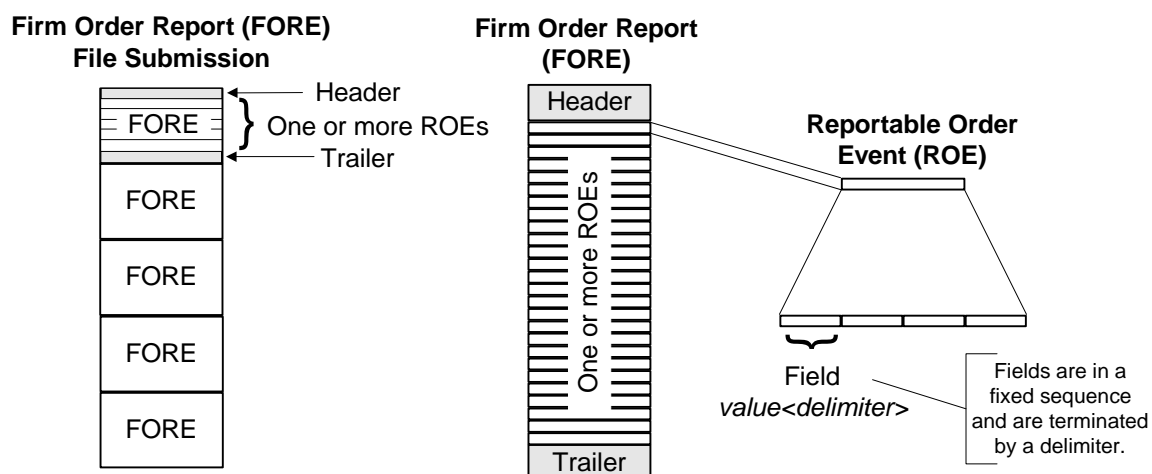 Firm Order Report (FORE)
File Submission
Header
FORE
One or more ROEs
Trailer
FORE
FORE
FORE
FORE
Firm Order Report
(FORE)
Header
One or more ROEs
Trailer
Reportable Order
Event (ROE)
Field
value<delimiter>
Fields are in a
fixed sequence
and are terminated
by a delimiter.